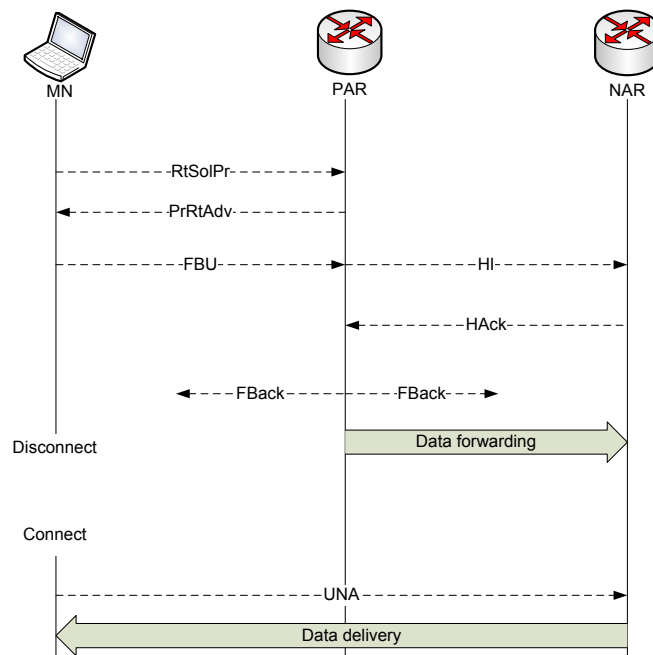 MN
PAR
NAR
RtSolPr
PrRtAdv
FBU
HI
HAck
FBack
FBack
Data forwarding
Disconnect
Connect
UNA
Data delivery